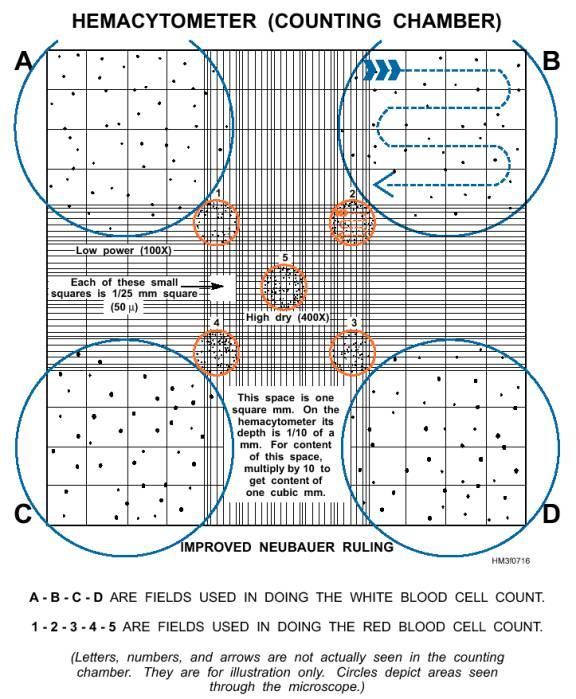 HEMACYTOMETER (COUNTING CHAMBER)
A
B
1
2
Low power (100X)
5
Each of these small
squares is 1/25 mm square
(50 µ)
High dry (400X)
4
3
This space is one
square mm. On the
hemacytometer its
depth is 1/10 of a
mm. For content
of this space,
multiply by 10 to
get content of
one cubic mm.
C
D
IMPROVED NEUBAUER RULING
HM3f0716
A - B - C - D ARE FIELDS USED IN DOING THE WHITE BLOOD CELL COUNT.
1 - 2 - 3 - 4 - 5 ARE FIELDS USED IN DOING THE RED BLOOD CELL COUNT.
(Letters, numbers, and arrows are not actually seen in the counting
chamber. They are for illustration only. Circles depict areas seen
through the microscope.)